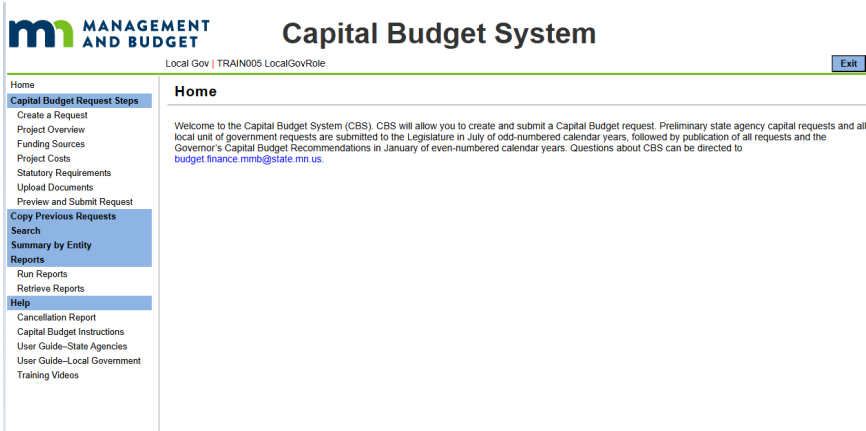 MANAGEMENT
AND BUDGET
Capital Budget System
Local Gov | TRAIN005 LocalGovRole
Exit
Home
Capital Budget Request Steps
Create a Request
Project Overview
Funding Sources
Project Costs
Statutory Requirements
Upload Documents
Preview and Submit Request
Copy Previous Requests
Search
Summary by Entity
Reports
Run Reports
Retrieve Reports
Help
Cancellation Report
Capital Budget Instructions
User Guide–State Agencies
User Guide–Local Government
Training Videos
Home
Welcome to the Capital Budget System (CBS). CBS will allow you to create and submit a Capital Budget request. Preliminary state agency capital requests and all
local unit of government requests are submitted to the Legislature in July of odd-numbered calendar years, followed by publication of all requests and the
Governor's Capital Budget Recommendations in January of even-numbered calendar years. Questions about CBS can be directed to
budget.finance.mmb@state.mn.us.